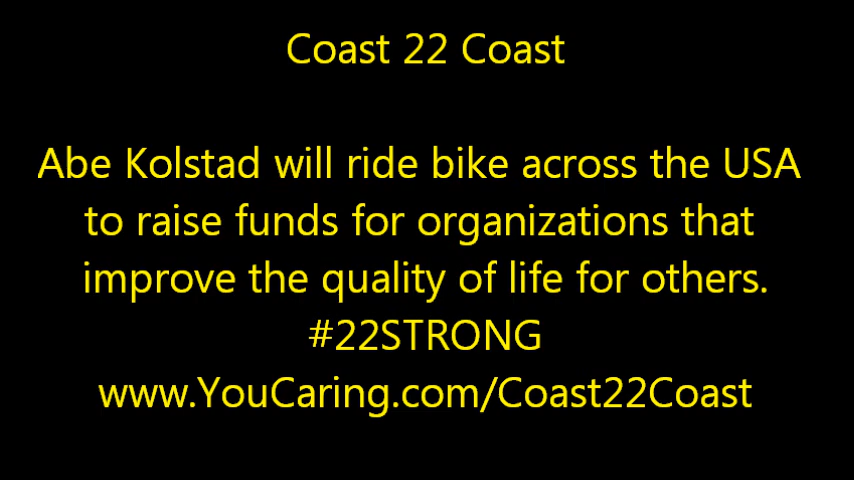 Coast 22 Coast
Abe Kolstad will ride bike across the USA
to raise funds for organizations that
improve the quality of life for others.
#22STRONG
www.YouCaring.com/Coast22Coast